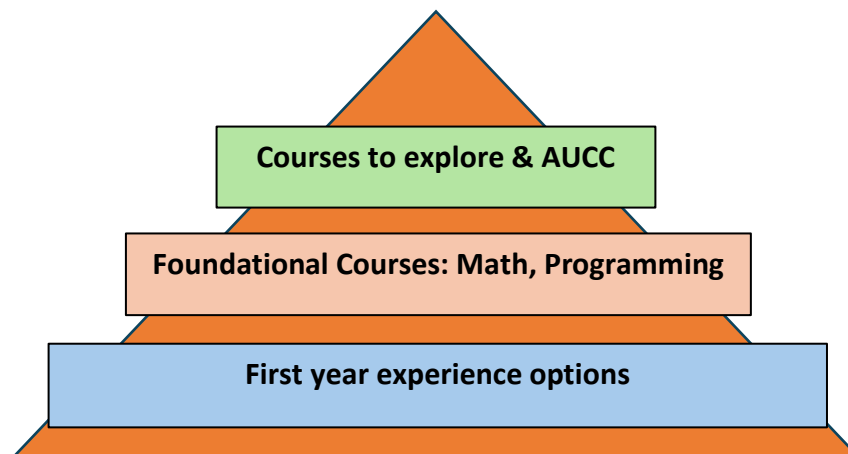 Courses to explore & AUCC
Foundational Courses: Math, Programming
First year experience options